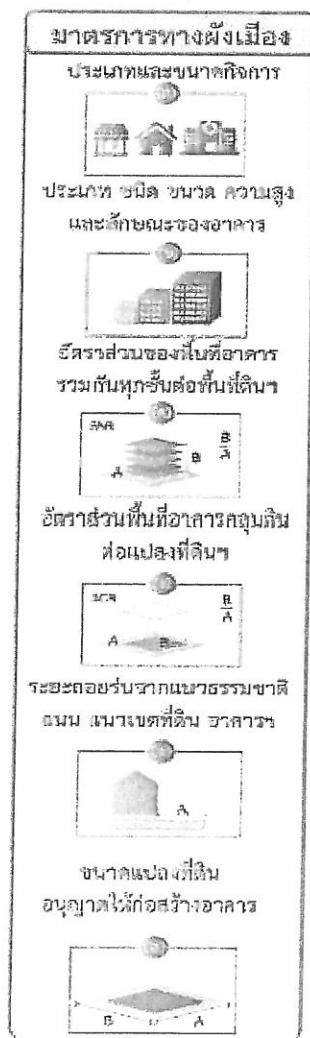 มาตรการทางผังเมือง
ประเภทและขนาดกิจการ
ประเภท ชนิด ขนาด ความสูง
และลักษณะของอาคาร
อัตราส่วนของพื้นที่อาคาร
รวมกันทุกชั้นต่อพื้นที่ดินฯ
FAR
B
A
A
B
อัตราส่วนพื้นที่อาคารคลุมดิน
ต่อแปลงที่ดินฯ
BCR
B
A
A
B
ระยะถอยร่นจากแนวธรรมชาติ
ถนน แนวเขตที่ดิน อาคารฯ
A
ขนาดแปลงที่ดิน
อนุญาตให้ก่อสร้างอาคาร
B
A